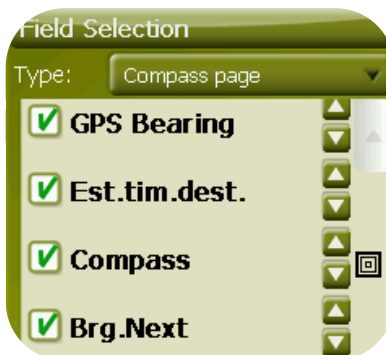 Field Selection
Type: Compass page
GPS Bearing
Est.tim.dest.
Compass
Brg.Next